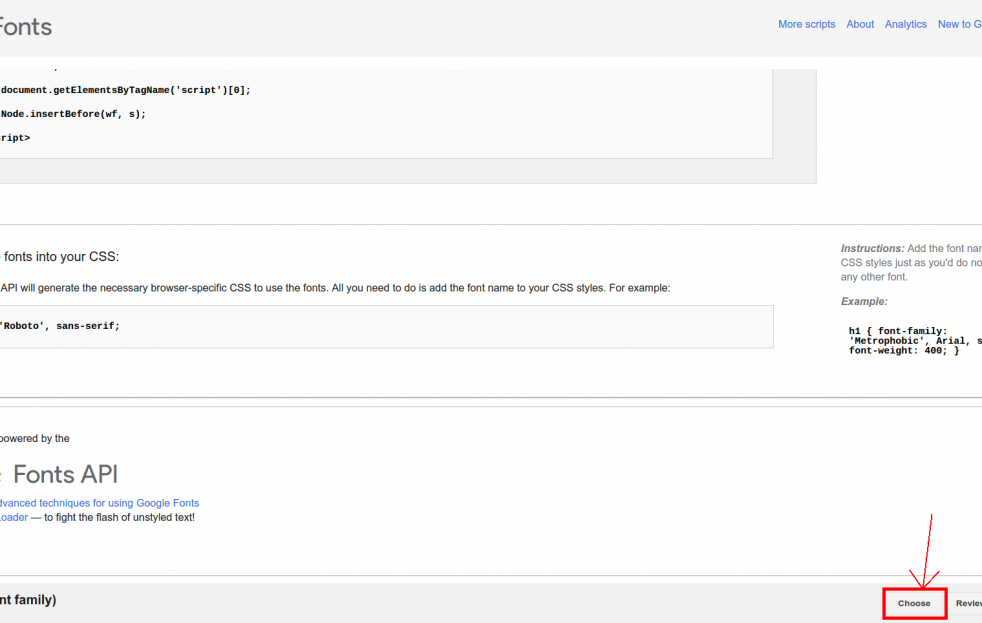 Fonts
More scripts About Analytics New to G
document.getElementsByTagName('script')[0];
Node.insertBefore(wf, s);
ript>
fonts into your CSS:
API will generate the necessary browser-specific CSS to use the fonts. All you need to do is add the font name to your CSS styles. For example:
'Roboto', sans-serif;
Instructions: Add the font nam
CSS styles just as you'd do no
any other font.
Example:
h1 { font-family:
'Metrophobic', Arial, s
font-weight: 400; }
powered by the
Fonts API
dvanced techniques for using Google Fonts
Loader — to fight the flash of unstyled text!
nt family)
Choose
Review